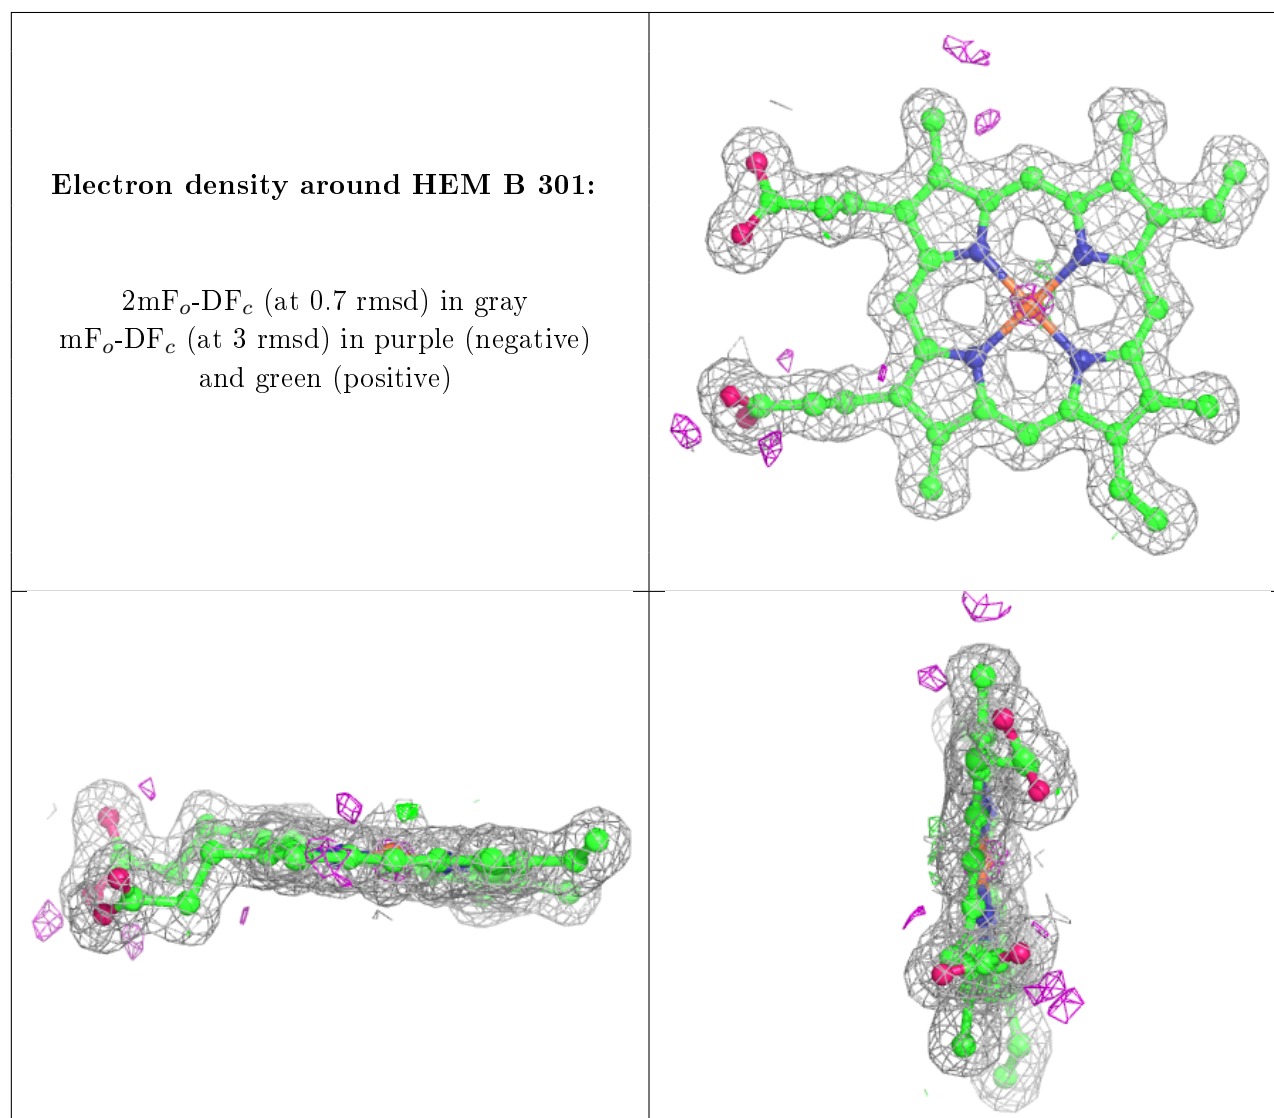 Electron density around HEM B 301:
2mFₒ-DF𝒸 (at 0.7 rmsd) in gray
mFₒ-DF𝒸 (at 3 rmsd) in purple (negative)
and green (positive)